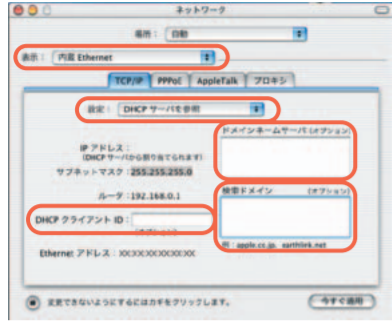 ネットワーク
場所： 自動
表示： 内蔵 Ethernet
TCP/IP PPPoE AppleTalk プロキシ
設定： DHCP サーバを参照
ドメインネームサーバ (オプション)
IP アドレス：
(DHCP サーバから割り当てられます)
サブネットマスク：255.255.255.0
ルータ：192.168.0.1
検索ドメイン (オプション)
DHCP クライアント ID：
例：apple.co.jp、earthlink.net
Ethernet アドレス：XX:XX:XX:XX:XX:XX
変更できないようにするにはカギをクリックします。
今すぐ適用